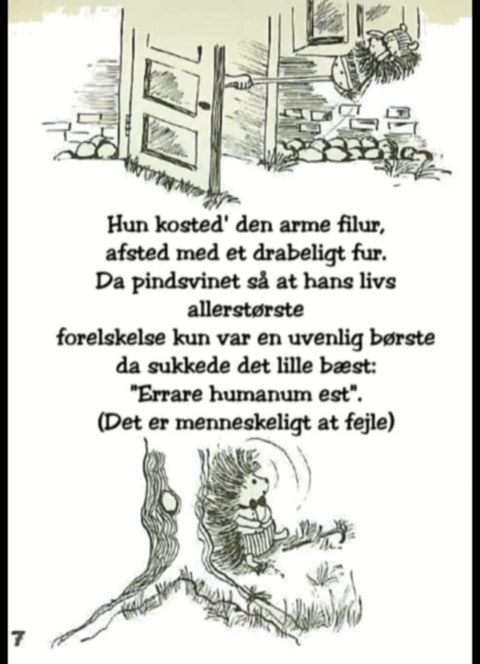 Hun kosted' den arme filur,
afsted med et drabeligt fur.
Da pindsvinet så at hans livs
allerstørste
forelskelse kun var en uvenlig børste
da sukkede det lille bæst:
"Errare humanum est".
(Det er menneskeligt at fejle)
7